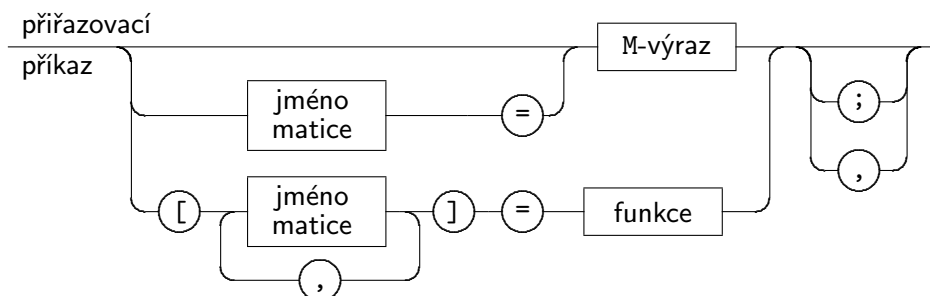 přiřazovací
příkaz
M-výraz
jméno
matice
=
;
,
[
jméno
matice
]
=
funkce
,